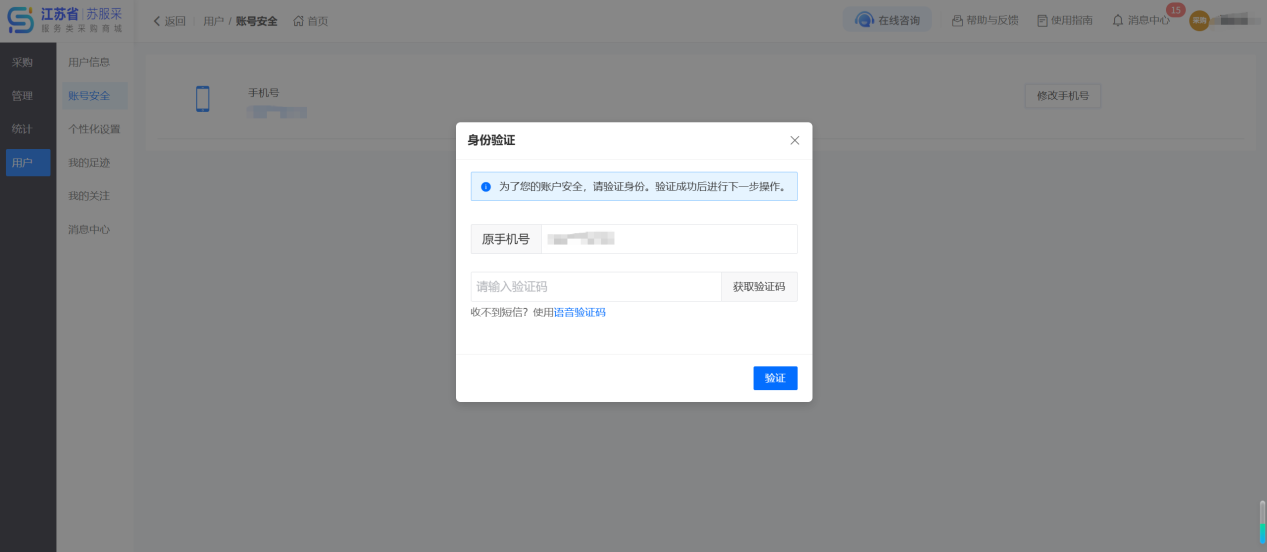 江苏省 | 苏服采
服务类采购商城
返回 用户 / 账号安全 首页
在线咨询 帮助与反馈 使用指南 消息中心 15
采购
采购
管理
统计
用户
用户信息
账号安全
个性化设置
我的足迹
我的关注
消息中心
手机号
修改手机号
身份验证
为了您的账户安全，请验证身份。验证成功后进行下一步操作。
原手机号
请输入验证码 获取验证码
收不到短信？使用语音验证码
验证